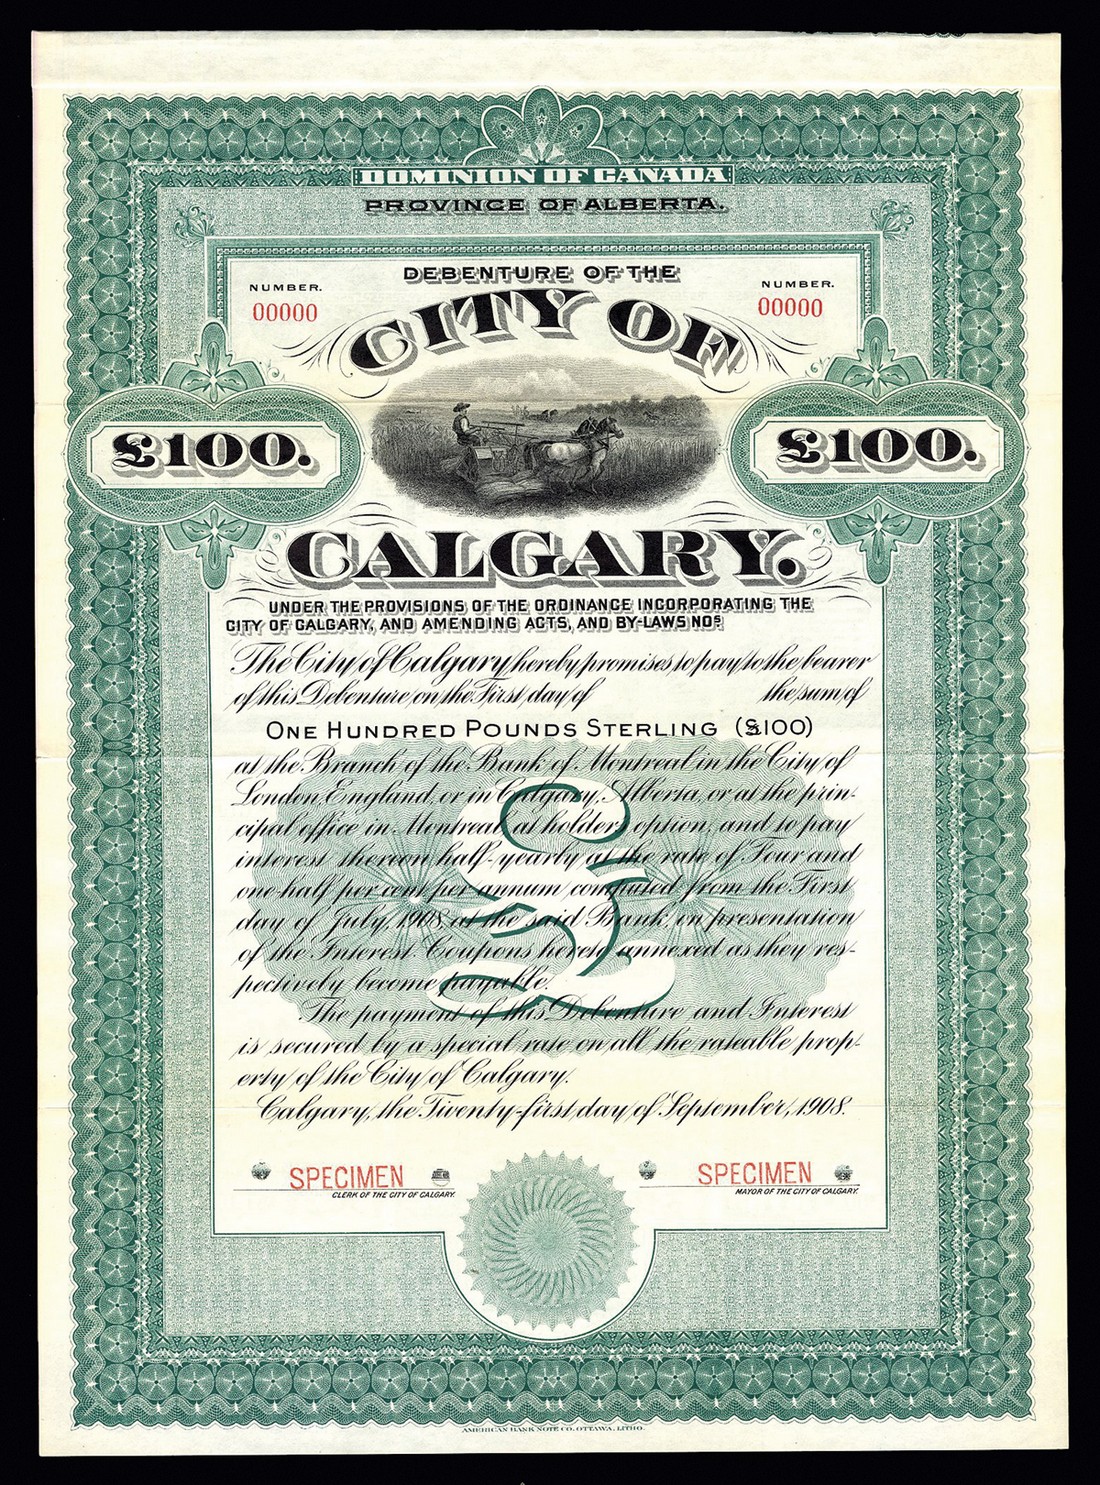 DOMINION OF CANADA
PROVINCE OF ALBERTA.
DEBENTURE OF THE
NUMBER.
00000
NUMBER.
00000
CITY OF
£100.
£100.
CALGARY.
UNDER THE PROVISIONS OF THE ORDINANCE INCORPORATING THE
CITY OF CALGARY, AND AMENDING ACTS, AND BY-LAWS NOS
The City of Calgary hereby promises to pay to the bearer
of this Debenture on the First day of the sum of
ONE HUNDRED POUNDS STERLING (£100)
at the Branch of the Bank of Montreal in the City of
London, England, or in Calgary, Alberta, or at the prin-
cipal office in Montreal, at holders option, and to pay
interest thereon half-yearly at the rate of Four and
one half per cent per annum computed from the First
day of July, 1908, at the said Bank, on presentation
of the Interest Coupons hereto annexed as they res-
pectively become payable.
The payment of this Debenture and Interest
is secured by a special rate on all the rateable prop-
erty of the City of Calgary.
Calgary, the Twenty-first day of September, 1908.
SPECIMEN
CLERK OF THE CITY OF CALGARY.
SPECIMEN
MAYOR OF THE CITY OF CALGARY.
AMERICAN BANK NOTE CO. OTTAWA. LITHO.